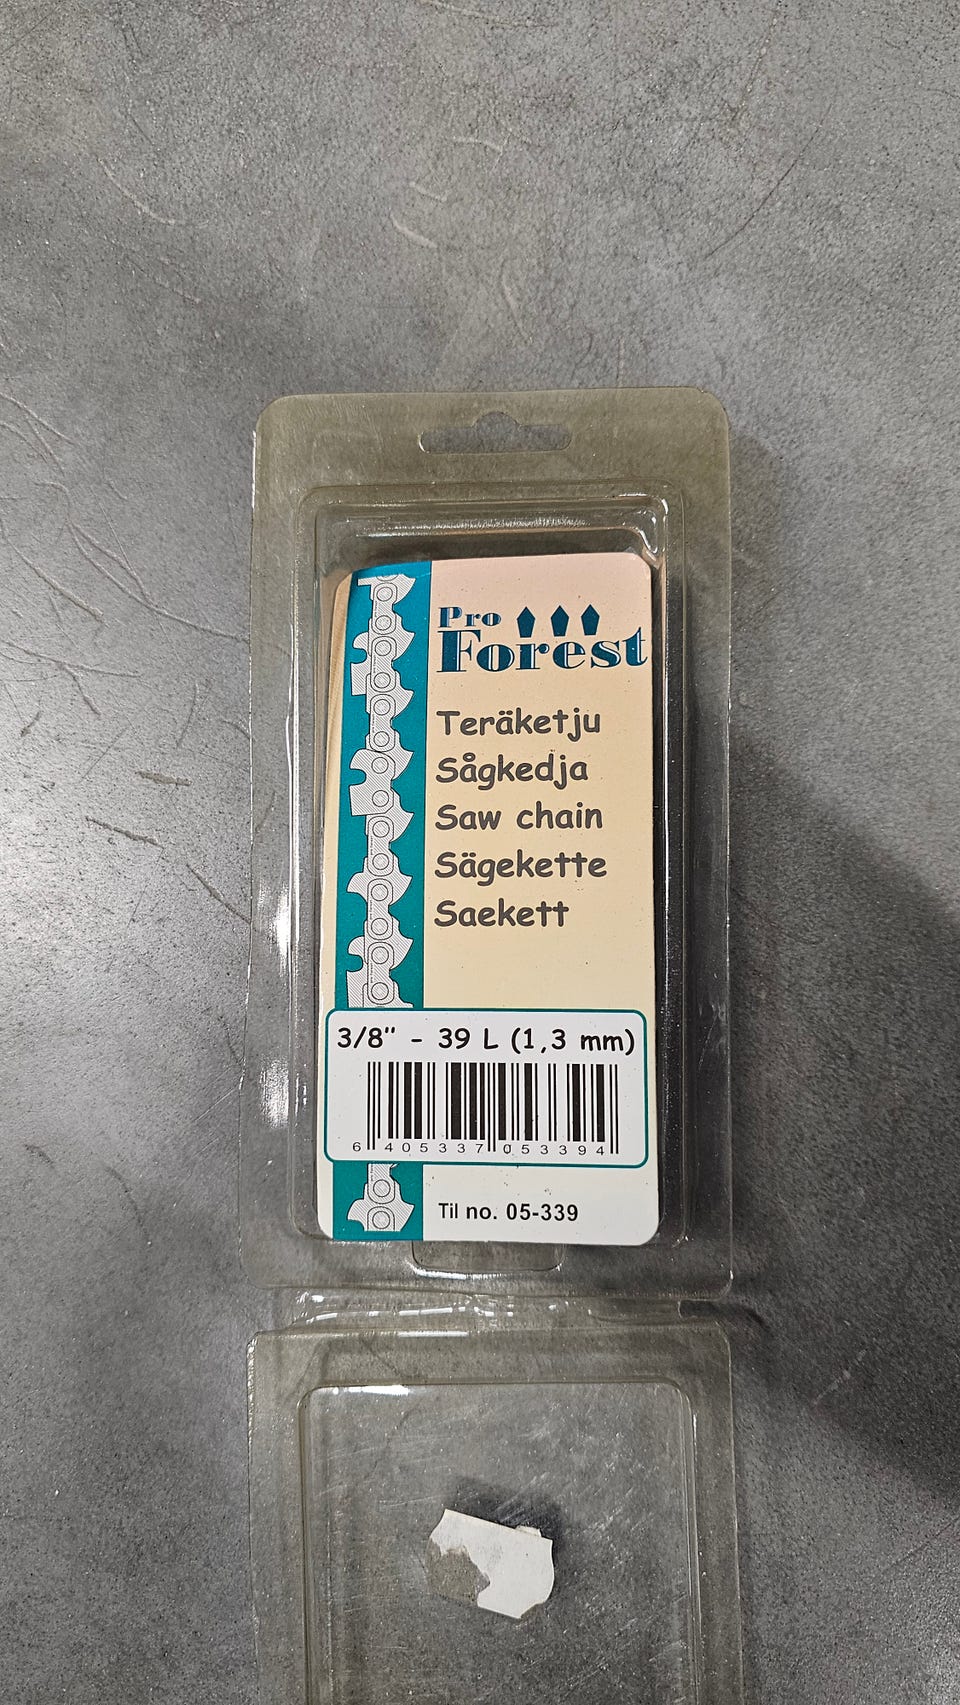 Pro
Forest
Teräketju
Sågkedja
Saw chain
Sägekette
Saekett
3/8" - 39 L (1,3 mm)
6 405337 053394
Til no. 05-339